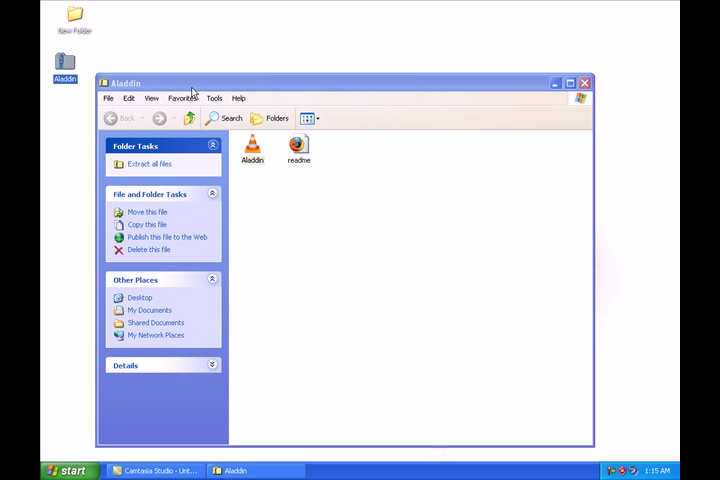 New Folder
Aladdin
Aladdin
File Edit View Favorites Tools Help
Back Search Folders
Folder Tasks
Extract all files
File and Folder Tasks
Move this file
Copy this file
Publish this file to the Web
Delete this file
Other Places
Desktop
My Documents
Shared Documents
My Network Places
Details
Aladdin readme
start Camtasia Studio - Unt... Aladdin 1:15 AM